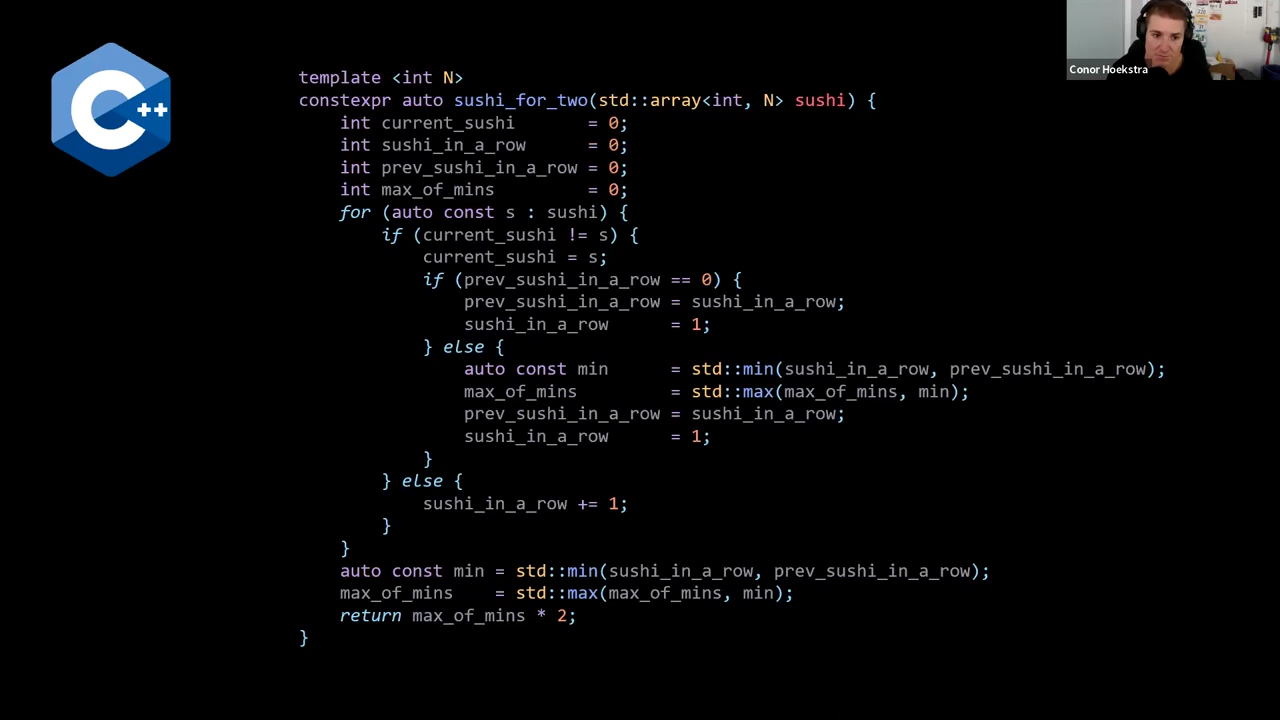 Conor Hoekstra
C++
template <int N>
constexpr auto sushi_for_two(std::array<int, N> sushi) {
    int current_sushi       = 0;
    int sushi_in_a_row      = 0;
    int prev_sushi_in_a_row = 0;
    int max_of_mins         = 0;
    for (auto const s : sushi) {
        if (current_sushi != s) {
            current_sushi = s;
            if (prev_sushi_in_a_row == 0) {
                prev_sushi_in_a_row = sushi_in_a_row;
                sushi_in_a_row      = 1;
            } else {
                auto const min      = std::min(sushi_in_a_row, prev_sushi_in_a_row);
                max_of_mins         = std::max(max_of_mins, min);
                prev_sushi_in_a_row = sushi_in_a_row;
                sushi_in_a_row      = 1;
            }
        } else {
            sushi_in_a_row += 1;
        }
    }
    auto const min = std::min(sushi_in_a_row, prev_sushi_in_a_row);
    max_of_mins    = std::max(max_of_mins, min);
    return max_of_mins * 2;
}